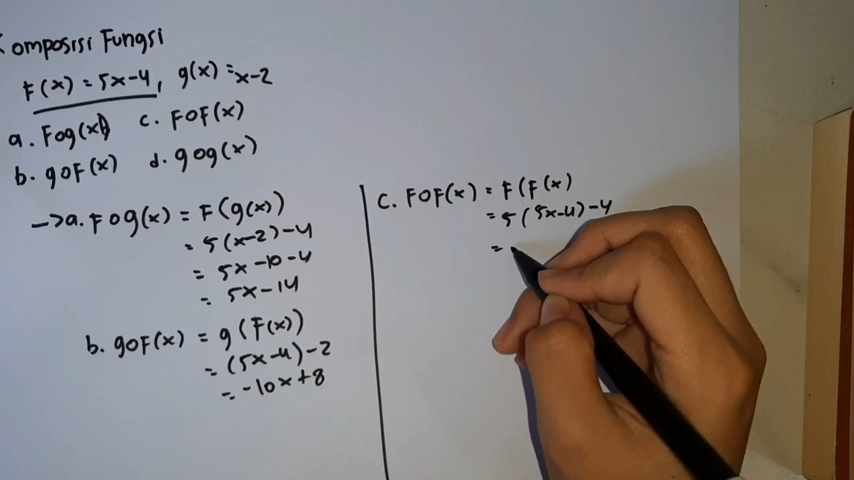 Komposisi Fungsi
F(x) = 5x-4, g(x) = x-2
a. Fog(x) c. FOF(x)
b. goF(x) d. gog(x)
→a. Fog(x) = F(g(x))
= 5(x-2)-4
= 5x-10-4
= 5x-14
b. goF(x) = g(F(x))
= (5x-4)-2
= -10x+8
c. FOF(x) = F(F(x)
= 5(5x-4)-4
=